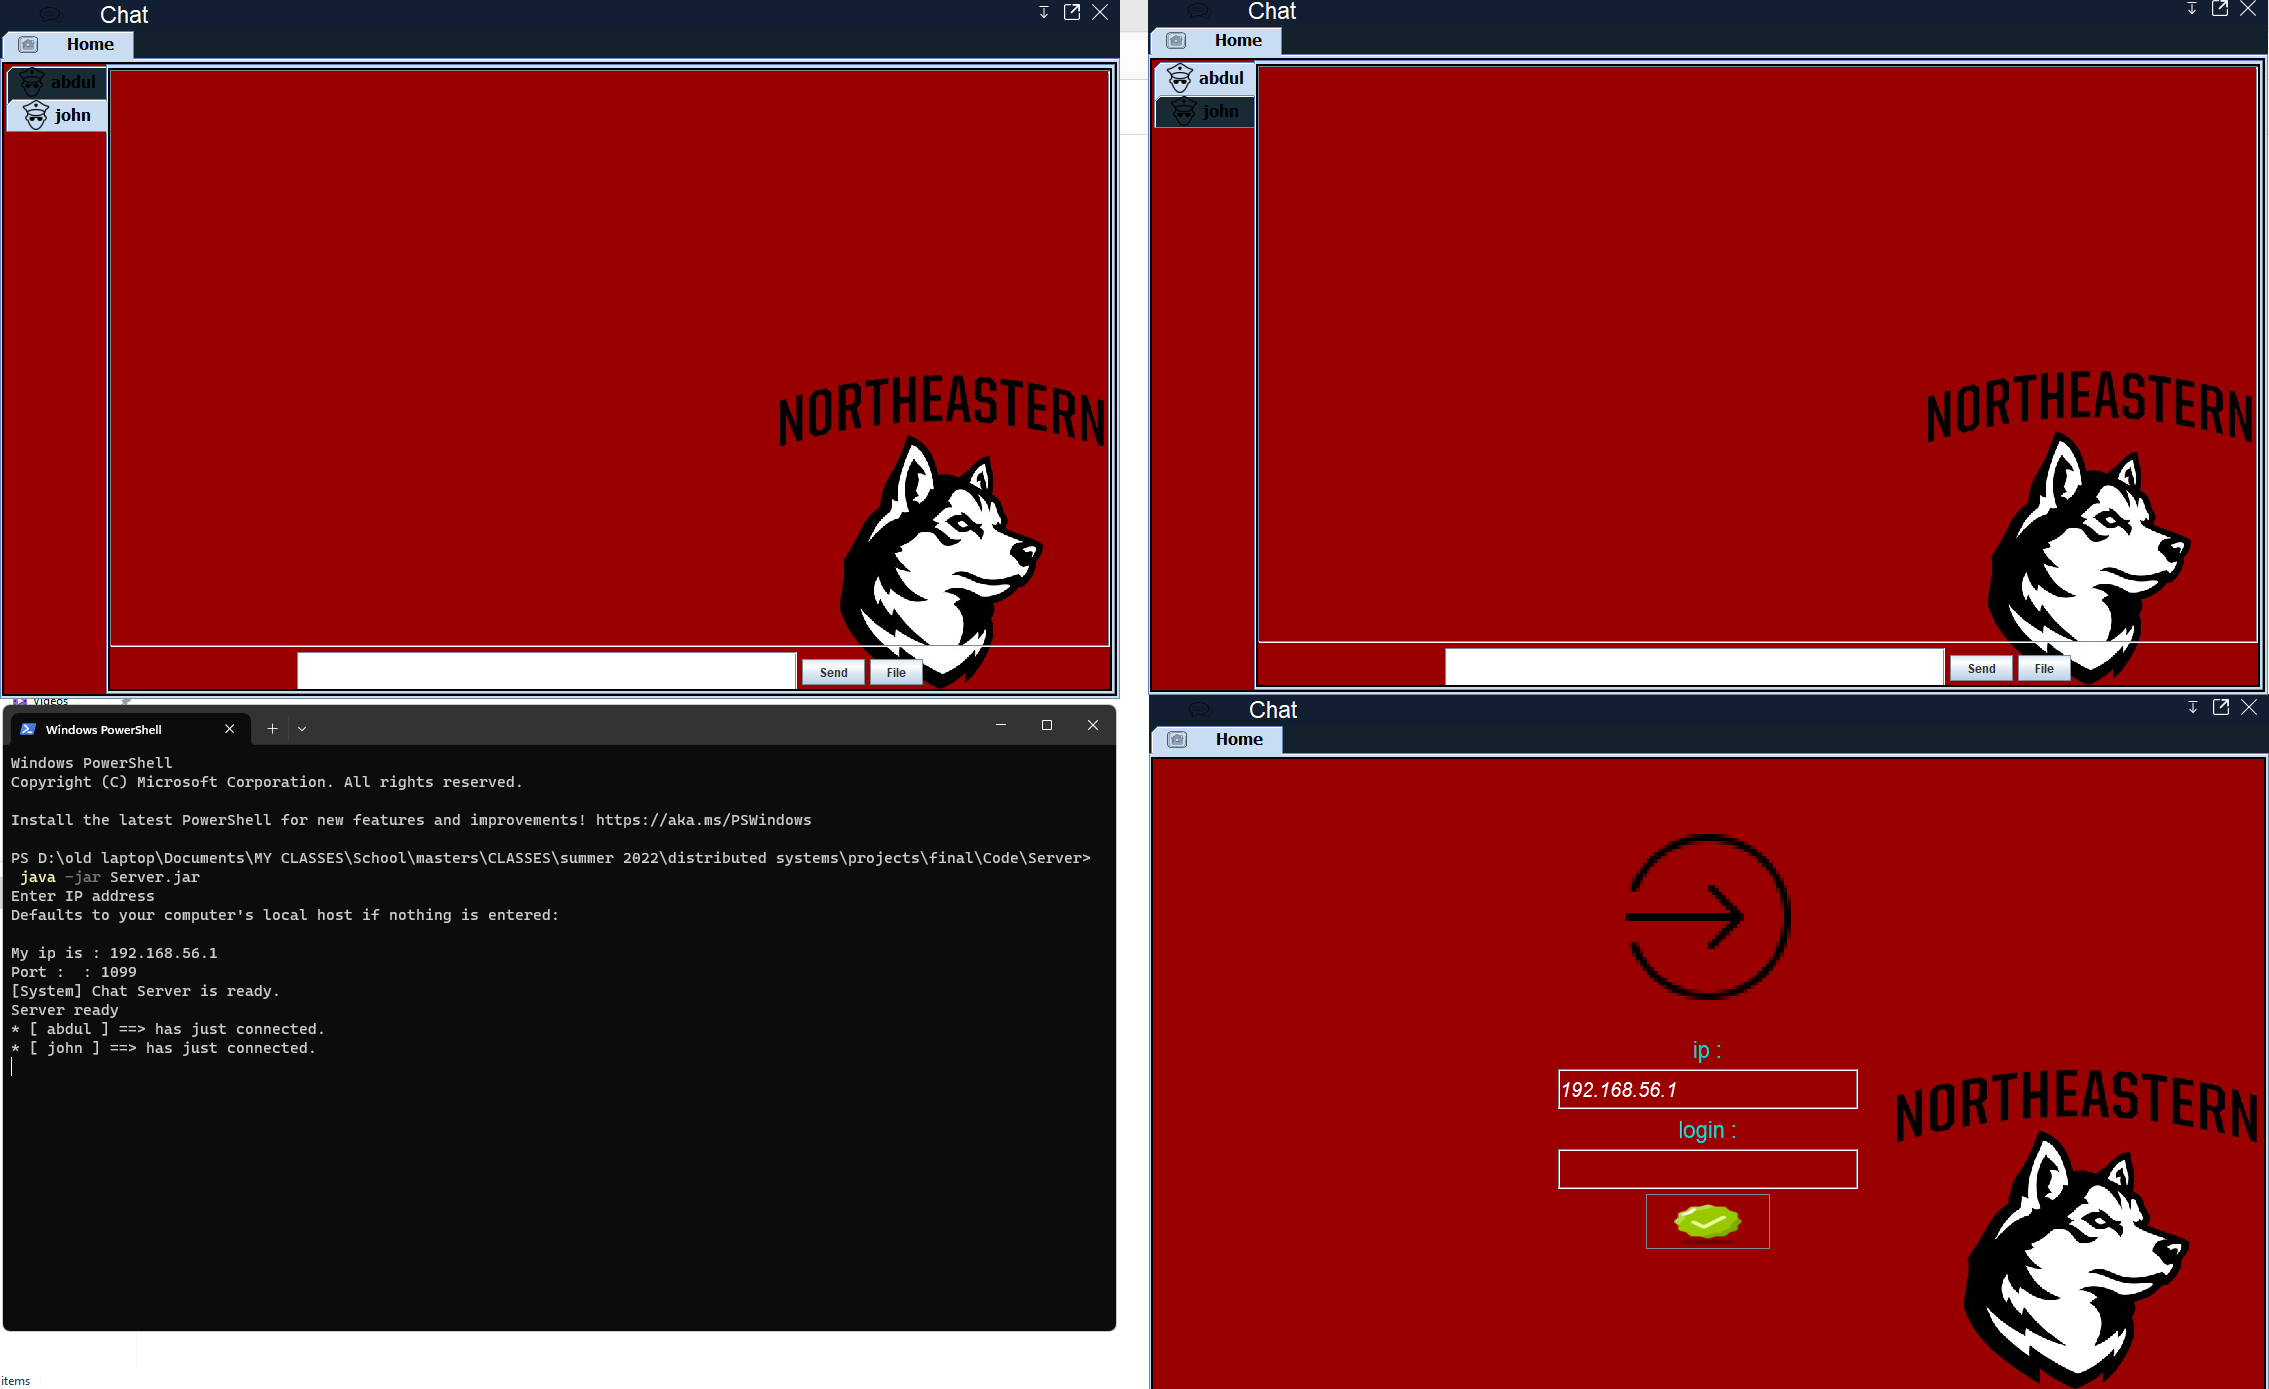 Chat
Home
abdul
john
NORTHEASTERN
Send File
Chat
Home
abdul
john
NORTHEASTERN
Send File
Videos
Windows PowerShell
Windows PowerShell
Copyright (C) Microsoft Corporation. All rights reserved.
Install the latest PowerShell for new features and improvements! https://aka.ms/PSWindows
PS D:\old laptop\Documents\MY CLASSES\School\masters\CLASSES\summer 2022\distributed systems\projects\final\Code\Server>
java -jar Server.jar
Enter IP address
Defaults to your computer's local host if nothing is entered:
My ip is : 192.168.56.1
Port :  : 1099
[System] Chat Server is ready.
Server ready
* [ abdul ] ==> has just connected.
* [ john ] ==> has just connected.
items
Chat
Home
ip :
192.168.56.1
login :
NORTHEASTERN